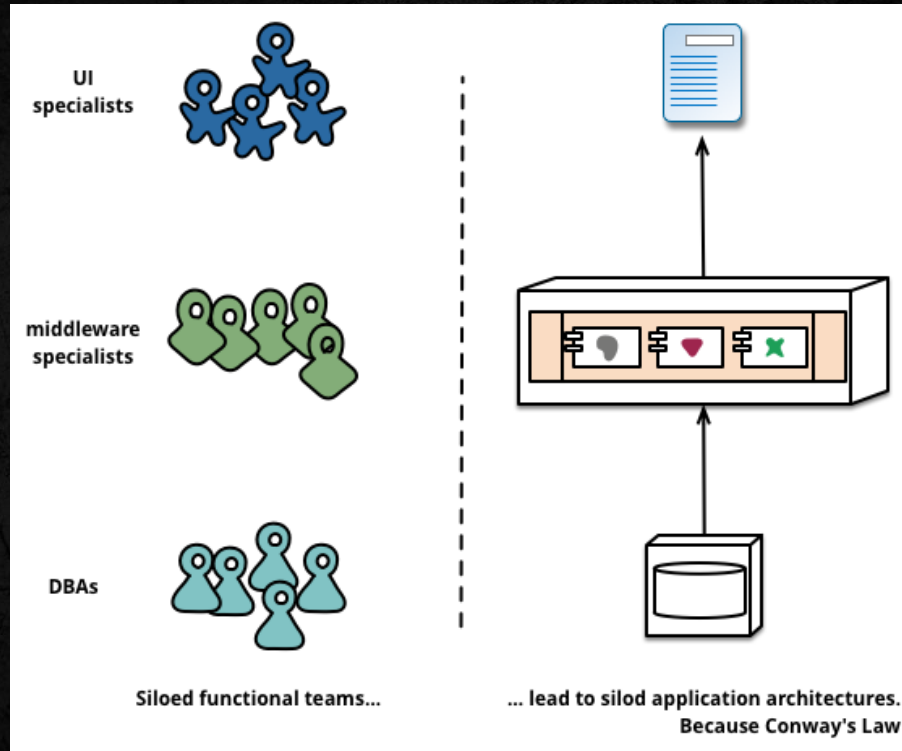 UI
specialists
middleware
specialists
DBAs
Siloed functional teams...
... lead to silod application architectures.
Because Conway's Law